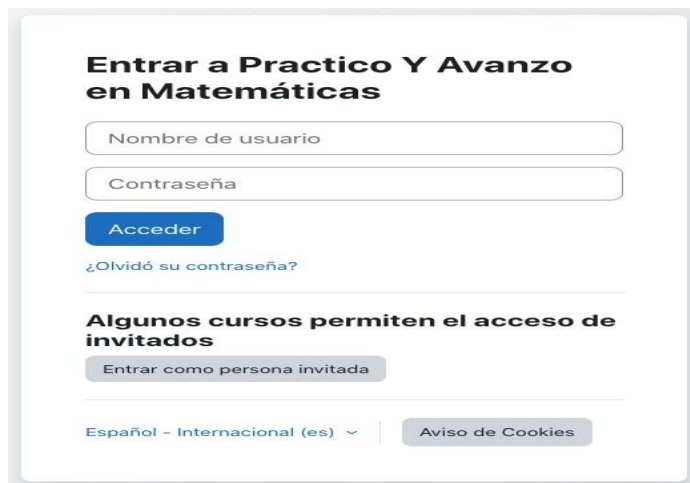 Entrar a Practico Y Avanzo
en Matemáticas
Nombre de usuario
Contraseña
Acceder
¿Olvidó su contraseña?
Algunos cursos permiten el acceso de
invitados
Entrar como persona invitada
Español - Internacional (es)
Aviso de Cookies